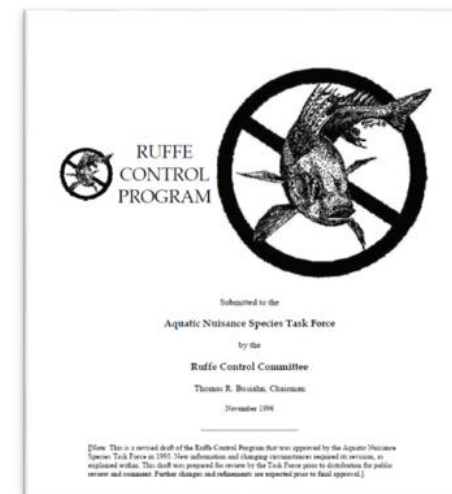 RUFFE
CONTROL
PROGRAM
Submitted to the
Aquatic Nuisance Species Task Force
by the
Ruffe Control Committee
Thomas R. Busiahn, Chairman
November 1996
[Note: This is a revised draft of the Ruffe Control Program that was approved by the Aquatic Nuisance
Species Task Force in 1995. New information and changing circumstances required its revision, as
explained within. This draft was prepared for review by the Task Force prior to distribution for public
review and comment. Further changes and refinements are expected prior to final approval.]